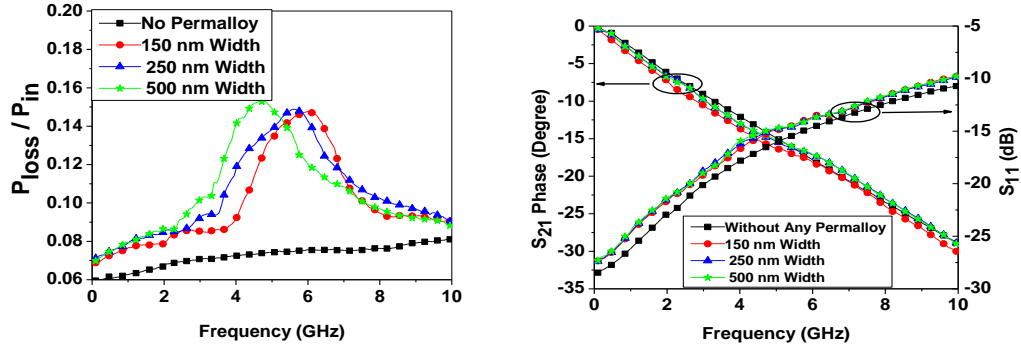 0.20
0.18
0.16
0.14
0.12
0.10
0.08
0.06
P_loss / P_in
No Permalloy
150 nm Width
250 nm Width
500 nm Width
0 2 4 6 8 10
Frequency (GHz)
0
-5
-10
-15
-20
-25
-30
-35
S_21 Phase (Degree)
Without Any Permalloy
150 nm Width
250 nm Width
500 nm Width
-5
-10
-15
-20
-25
-30
S_11 (dB)
0 2 4 6 8 10
Frequency (GHz)